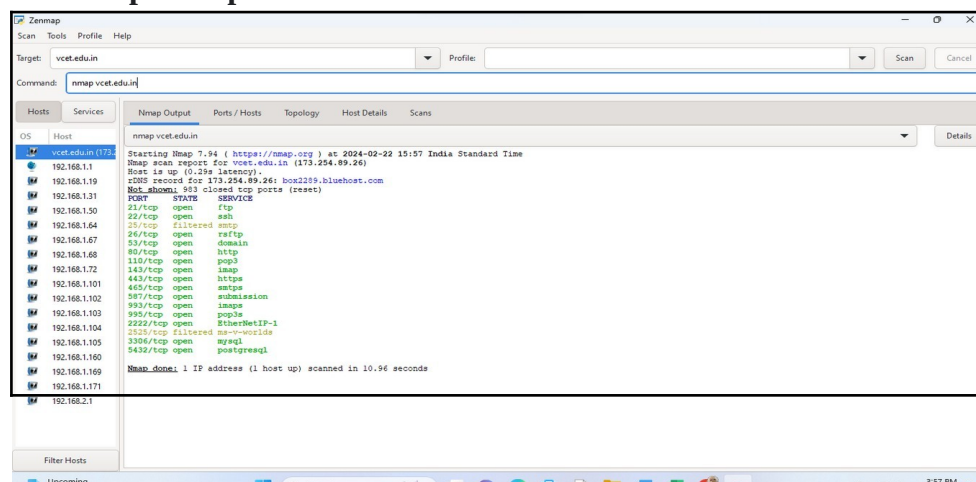 Zenmap
Scan Tools Profile Help
Target: vcet.edu.in Profile: Scan Cancel
Command: nmap vcet.edu.in
Hosts Services
Nmap Output Ports / Hosts Topology Host Details Scans
OS Host
nmap vcet.edu.in Details
vcet.edu.in (173.2
192.168.1.1
192.168.1.19
192.168.1.31
192.168.1.50
192.168.1.64
192.168.1.67
192.168.1.68
192.168.1.72
192.168.1.101
192.168.1.102
192.168.1.103
192.168.1.104
192.168.1.105
192.168.1.160
192.168.1.169
192.168.1.171
192.168.2.1
Filter Hosts
Starting Nmap 7.94 ( https://nmap.org ) at 2024-02-22 15:57 India Standard Time
Nmap scan report for vcet.edu.in (173.254.89.26)
Host is up (0.29s latency).
rDNS record for 173.254.89.26: box2289.bluehost.com
Not shown: 983 closed tcp ports (reset)
PORT STATE SERVICE
21/tcp open ftp
22/tcp open ssh
25/tcp filtered smtp
26/tcp open rsftp
53/tcp open domain
80/tcp open http
110/tcp open pop3
143/tcp open imap
443/tcp open https
465/tcp open smtps
587/tcp open submission
993/tcp open imaps
995/tcp open pop3s
2222/tcp open EtherNetIP-1
2525/tcp filtered ms-v-worlds
3306/tcp open mysql
5432/tcp open postgresql
Nmap done: 1 IP address (1 host up) scanned in 10.96 seconds
Upcoming
3:57 PM